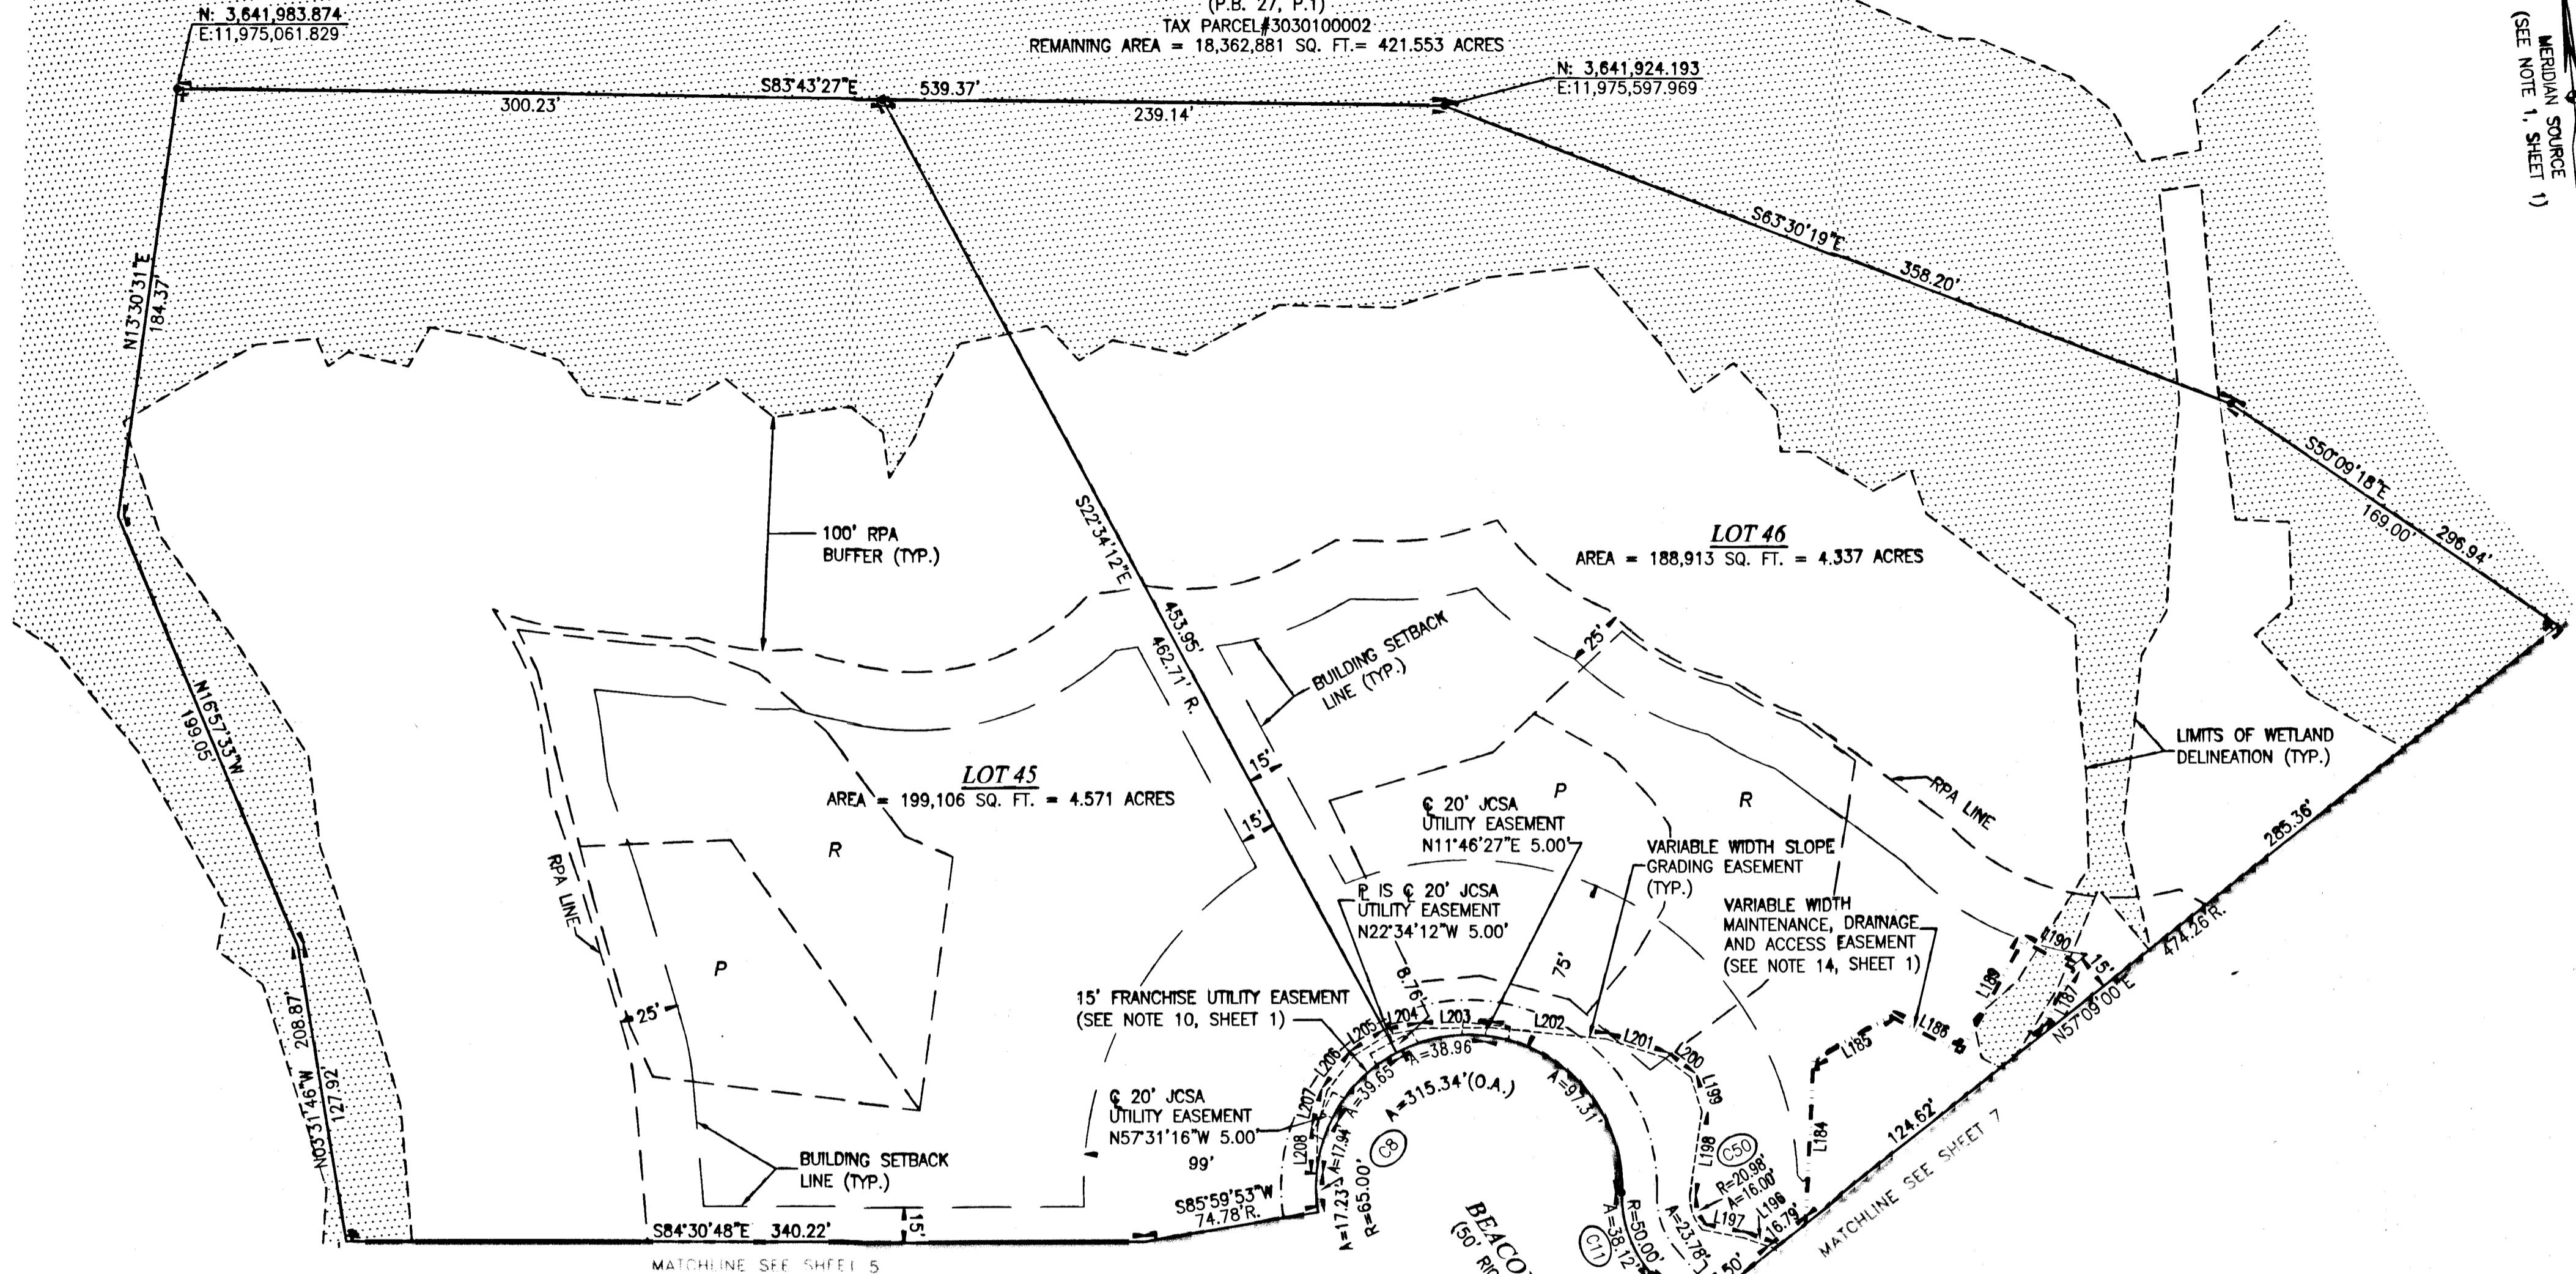 N: 3,641,983.874
E:11,975,061.829
(P.B. 27, P.1)
TAX PARCEL#3030100002
REMAINING AREA = 18,362,881 SQ. FT.= 421.553 ACRES
N: 3,641,924.193
E:11,975,597.969
MERIDIAN SOURCE
(SEE NOTE 1, SHEET 1)
S83°43'27"E 539.37'
300.23'
239.14'
S63°30'19"E
358.20'
N13°30'31"E
184.37'
S50°09'18"E
296.94'
169.00'
100' RPA
BUFFER (TYP.)
S22°34'12"E
453.95'
462.71' R.
LOT 46
AREA = 188,913 SQ. FT. = 4.337 ACRES
25'
BUILDING SETBACK
LINE (TYP.)
N16°57'33"W
199.05'
15'
15'
LIMITS OF WETLAND
DELINEATION (TYP.)
LOT 45
AREA = 199,106 SQ. FT. = 4.571 ACRES
P
R
RPA LINE
285.36'
℄ 20' JCSA
UTILITY EASEMENT
N11°46'27"E 5.00'
VARIABLE WIDTH SLOPE
GRADING EASEMENT
(TYP.)
R
RPA LINE
P
℄ IS ℄ 20' JCSA
UTILITY EASEMENT
N22°34'12"W 5.00'
VARIABLE WIDTH
MAINTENANCE, DRAINAGE
AND ACCESS EASEMENT
(SEE NOTE 14, SHEET 1)
474.26'R.
N57°09'00"E
L190
15'
L189
L187
75'
8.76'
15' FRANCHISE UTILITY EASEMENT
(SEE NOTE 10, SHEET 1)
25'
L208
L207
L206
L205
L204
L203
L202
L201
L200
L199
L198
L185
L186
L184
208.87'
N03°31'46"W
127.92'
A=38.96
A=39.65'
A=315.34'(O.A.)
A=97.31'
A=17.94'
C8
℄ 20' JCSA
UTILITY EASEMENT
N57°31'16"W 5.00'
99'
124.62'
BUILDING SETBACK
LINE (TYP.)
C50
R=20.98'
A=16.00'
L196
L197
16.79'
MATCHLINE SEE SHEET 7
S85°59'53"W
74.78'R.
A=17.23'
R=65.00'
R=50.00'
A=38.12'
A=23.78'
C11
S84°30'48"E 340.22'
15'
BEACO
(50' RI
.50'
MATCHLINE SEE SHEET 5